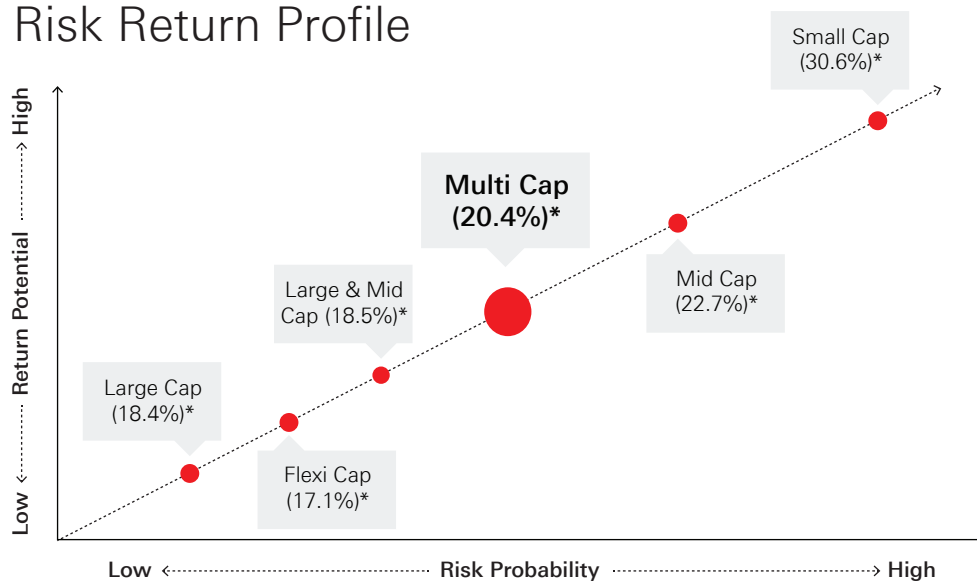 Risk Return Profile
Small Cap
(30.6%)*
Multi Cap
(20.4%)*
Mid Cap
(22.7%)*
Large & Mid
Cap (18.5%)*
Large Cap
(18.4%)*
Flexi Cap
(17.1%)*
Low Return Potential High
Low Risk Probability High